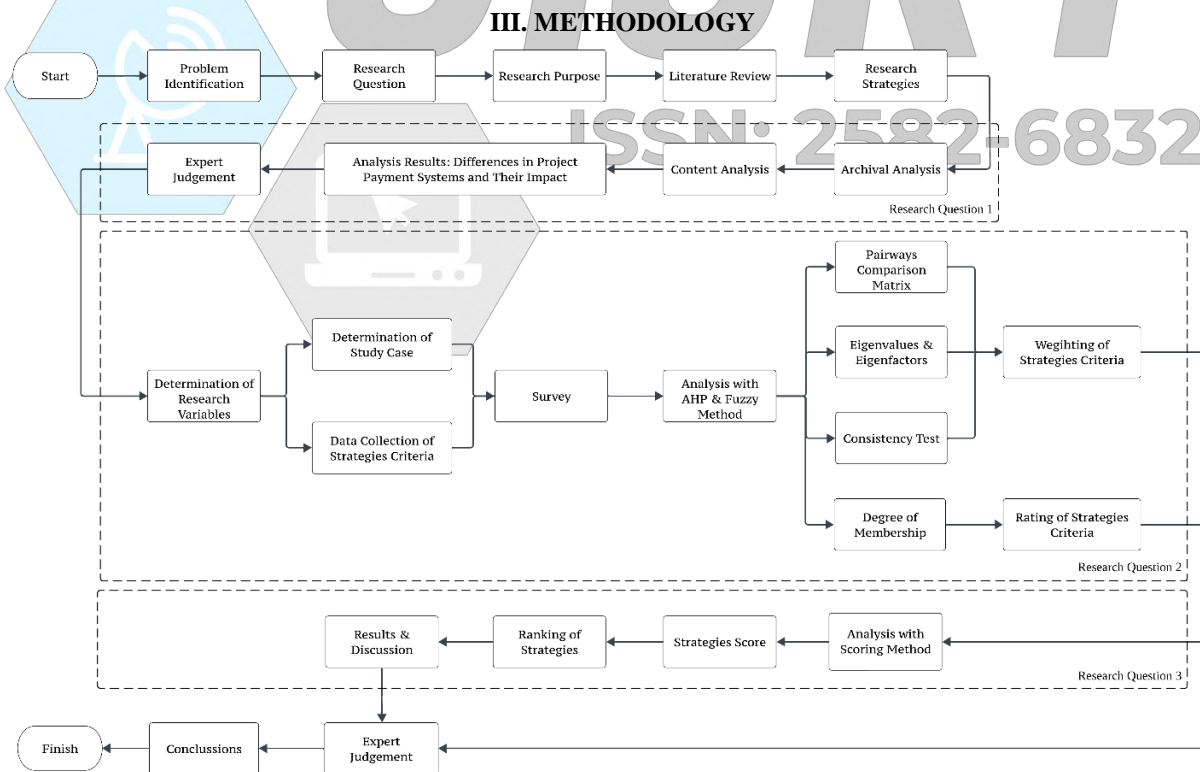 III. METHODOLOGY
Start
Problem
Identification
Research
Question
Research Purpose
Literature Review
Research
Strategies
ISSN: 2582-6832
Expert
Judgement
Analysis Results: Differences in Project
Payment Systems and Their Impact
Content Analysis
Archival Analysis
Research Question 1
Pairways
Comparison
Matrix
Determination of
Study Case
Eigenvalues &
Eigenfactors
Wegihting of
Strategies Criteria
Determination of
Research
Variables
Survey
Analysis with
AHP & Fuzzy
Method
Data Collection of
Strategies Criteria
Consistency Test
Degree of
Membership
Rating of Strategies
Criteria
Research Question 2
Results &
Discussion
Ranking of
Strategies
Strategies Score
Analysis with
Scoring Method
Research Question 3
Finish
Conclussions
Expert
Judgement